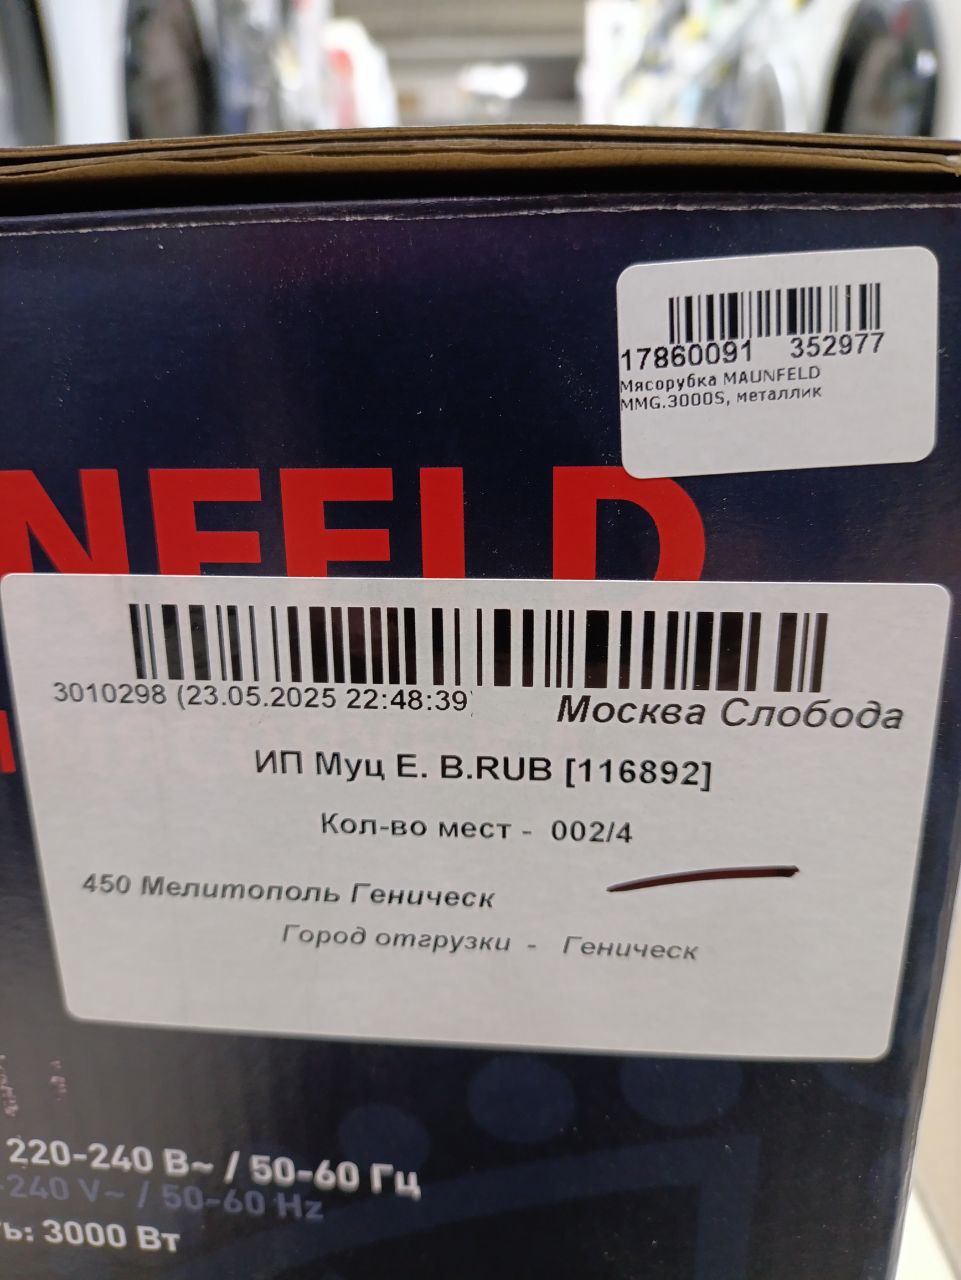 17860091 352977
Мясорубка MAUNFELD
MMG.3000S, металлик
NFELD
3010298 (23.05.2025 22:48:39)
Москва Слобода
ИП Муц Е. В.RUB [116892]
Кол-во мест - 002/4
450 Мелитополь Геническ
Город отгрузки - Геническ
220-240 В~ / 50-60 Гц
-240 V~ / 50-60 Hz
ь: 3000 Вт